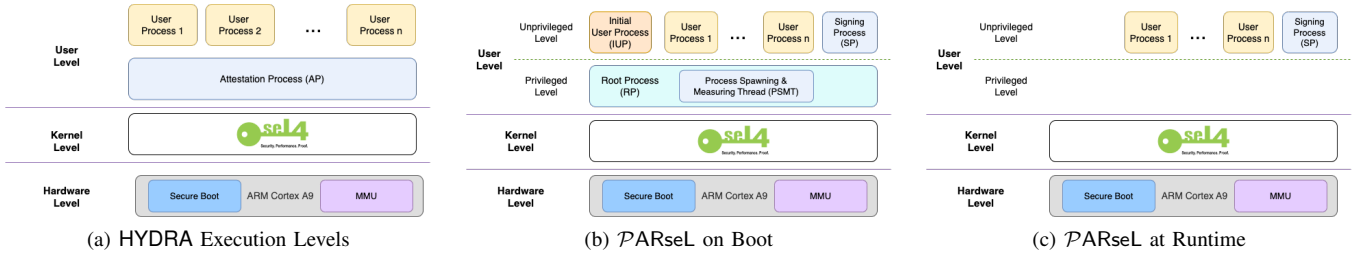 User
Process 1
User
Process 2
...
User
Process n
User
Level
Attestation Process (AP)
Kernel
Level
seL4
Security. Performance. Proof.
Hardware
Level
Secure Boot
ARM Cortex A9
MMU
(a) HYDRA Execution Levels
Unprivileged
Level
Initial
User Process
(IUP)
User
Process 1
...
User
Process n
Signing
Process
(SP)
User
Level
Privileged
Level
Root Process
(RP)
Process Spawning &
Measuring Thread (PSMT)
Kernel
Level
seL4
Security. Performance. Proof.
Hardware
Level
Secure Boot
ARM Cortex A9
MMU
(b) PARseL on Boot
Unprivileged
Level
User
Process 1
...
User
Process n
Signing
Process
(SP)
User
Level
Privileged
Level
Kernel
Level
seL4
Security. Performance. Proof.
Hardware
Level
Secure Boot
ARM Cortex A9
MMU
(c) PARseL at Runtime